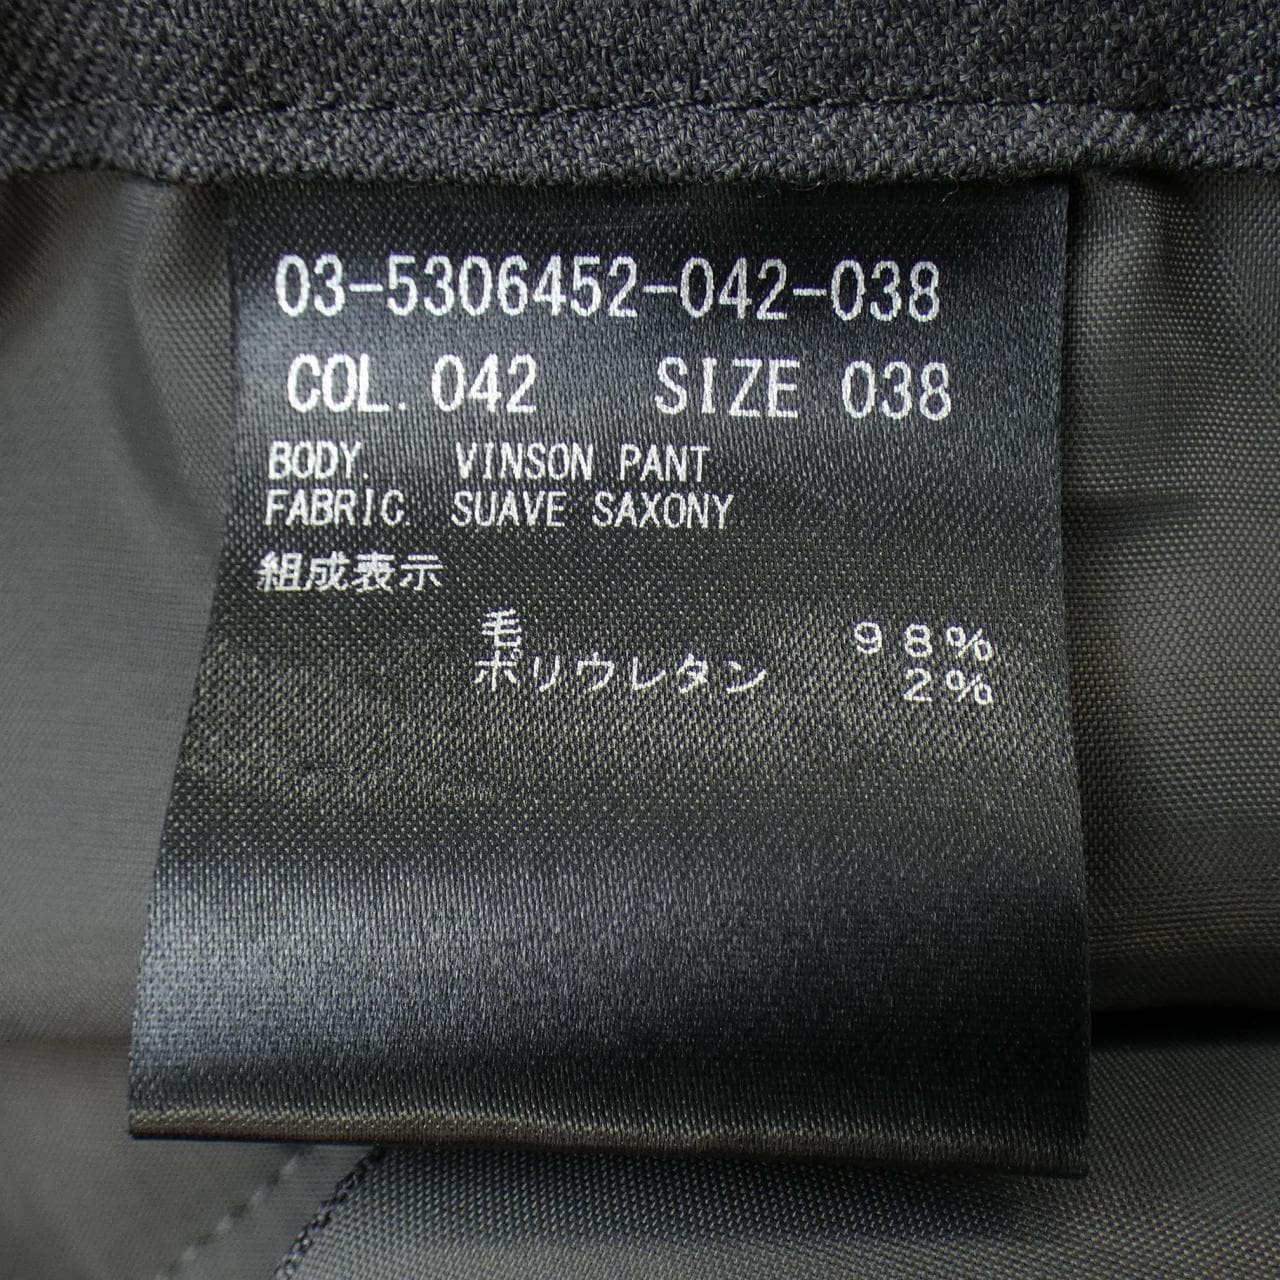 03-5306452-042-038
COL. 042 SIZE 038
BODY. VINSON PANT
FABRIC. SUAVE SAXONY
組成表示
毛 98%
ポリウレタン 2%